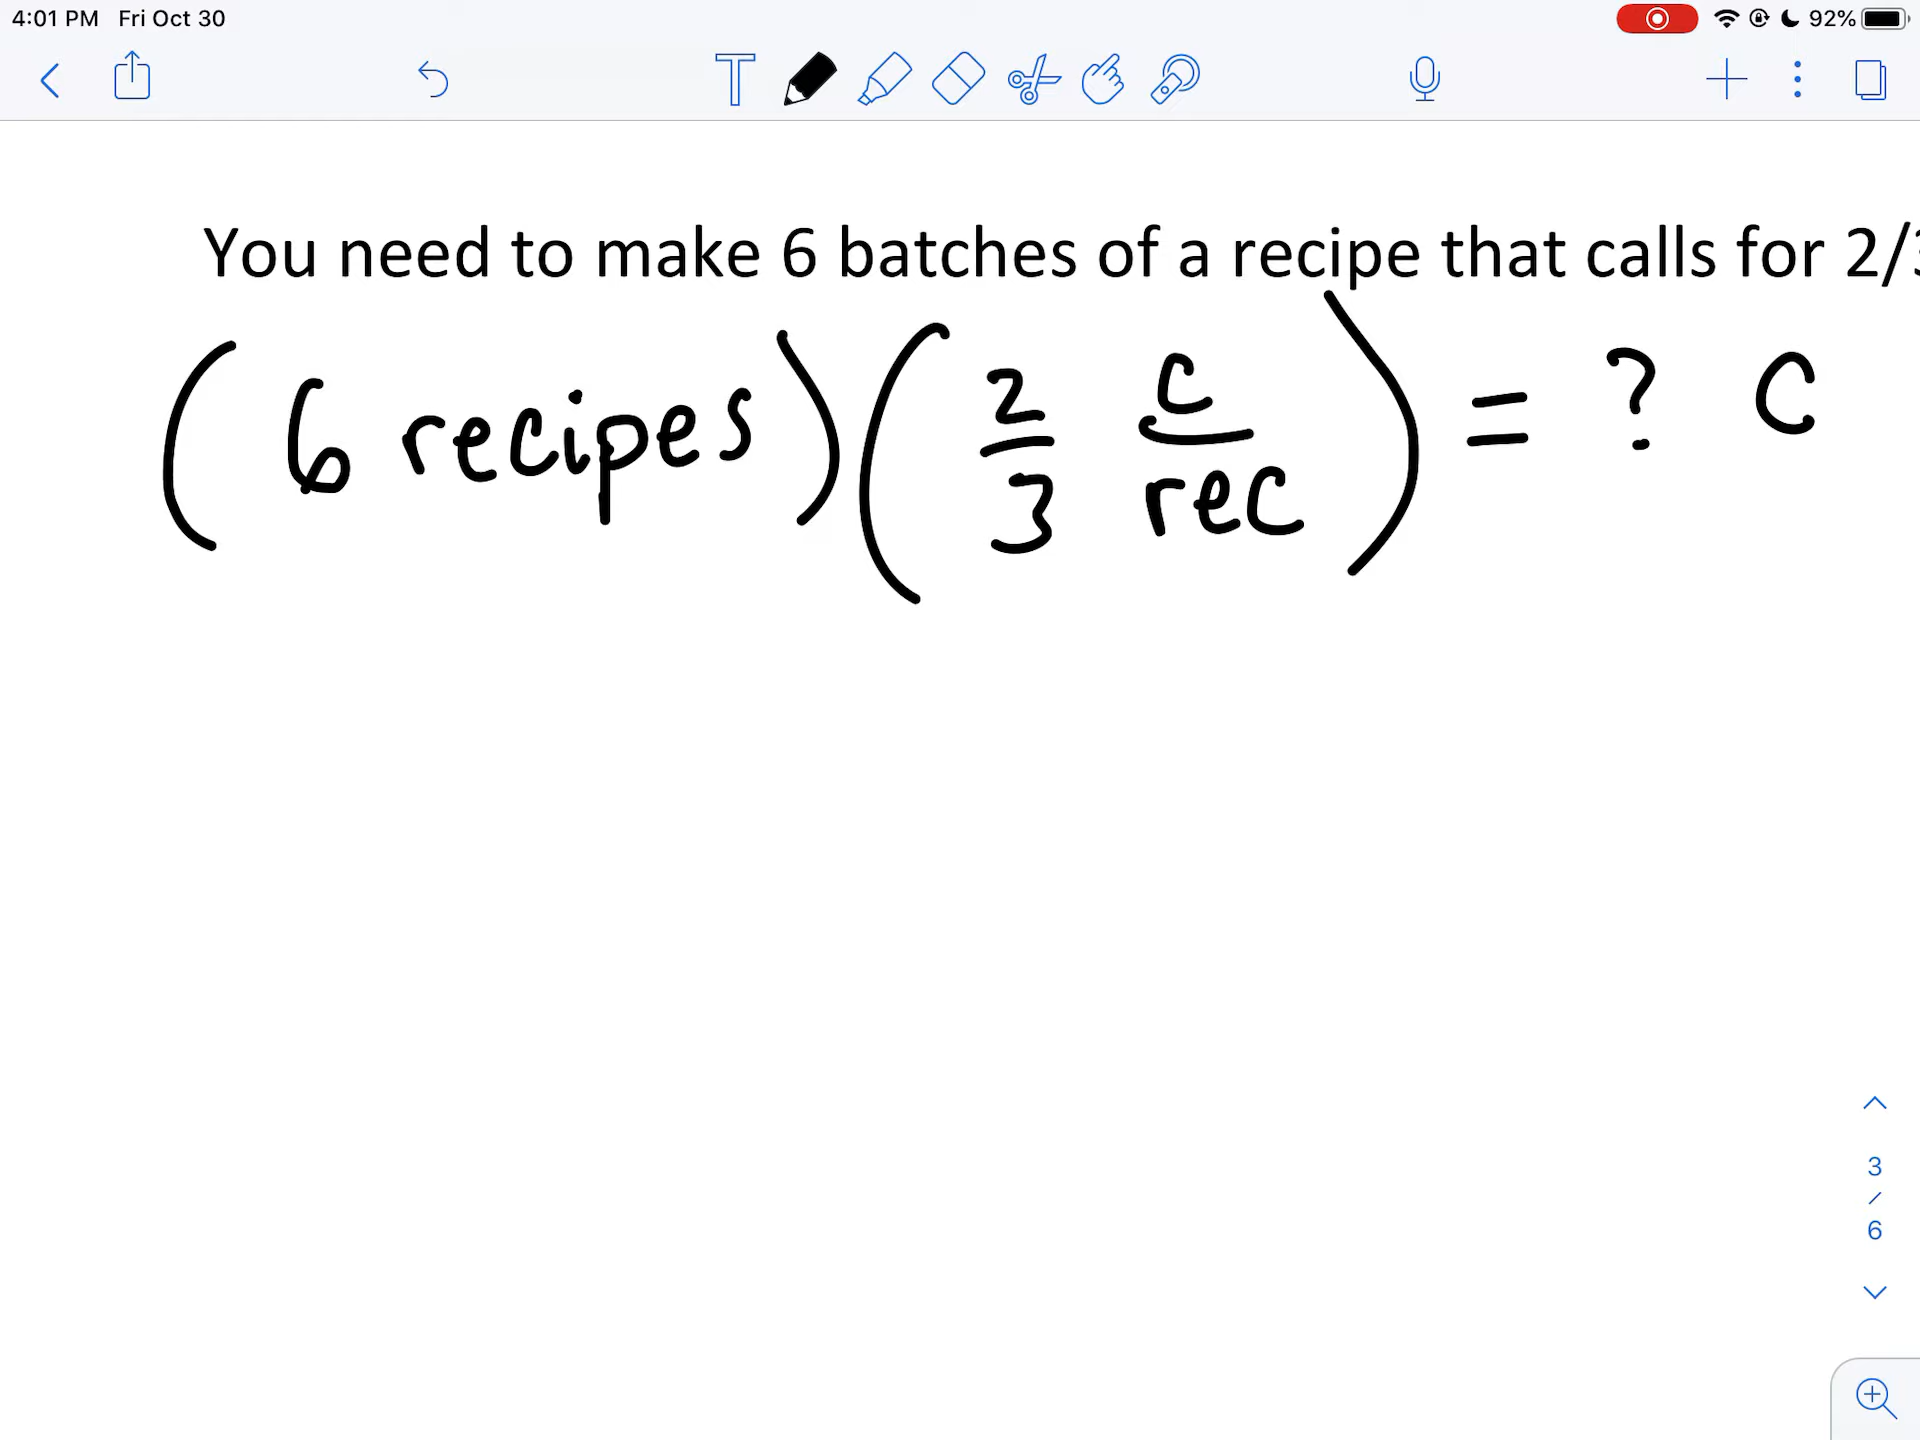 4:01 PM Fri Oct 30 92%
T
You need to make 6 batches of a recipe that calls for 2/3
(6 recipes)(2/3 c/rec) = ? C
3
/
6